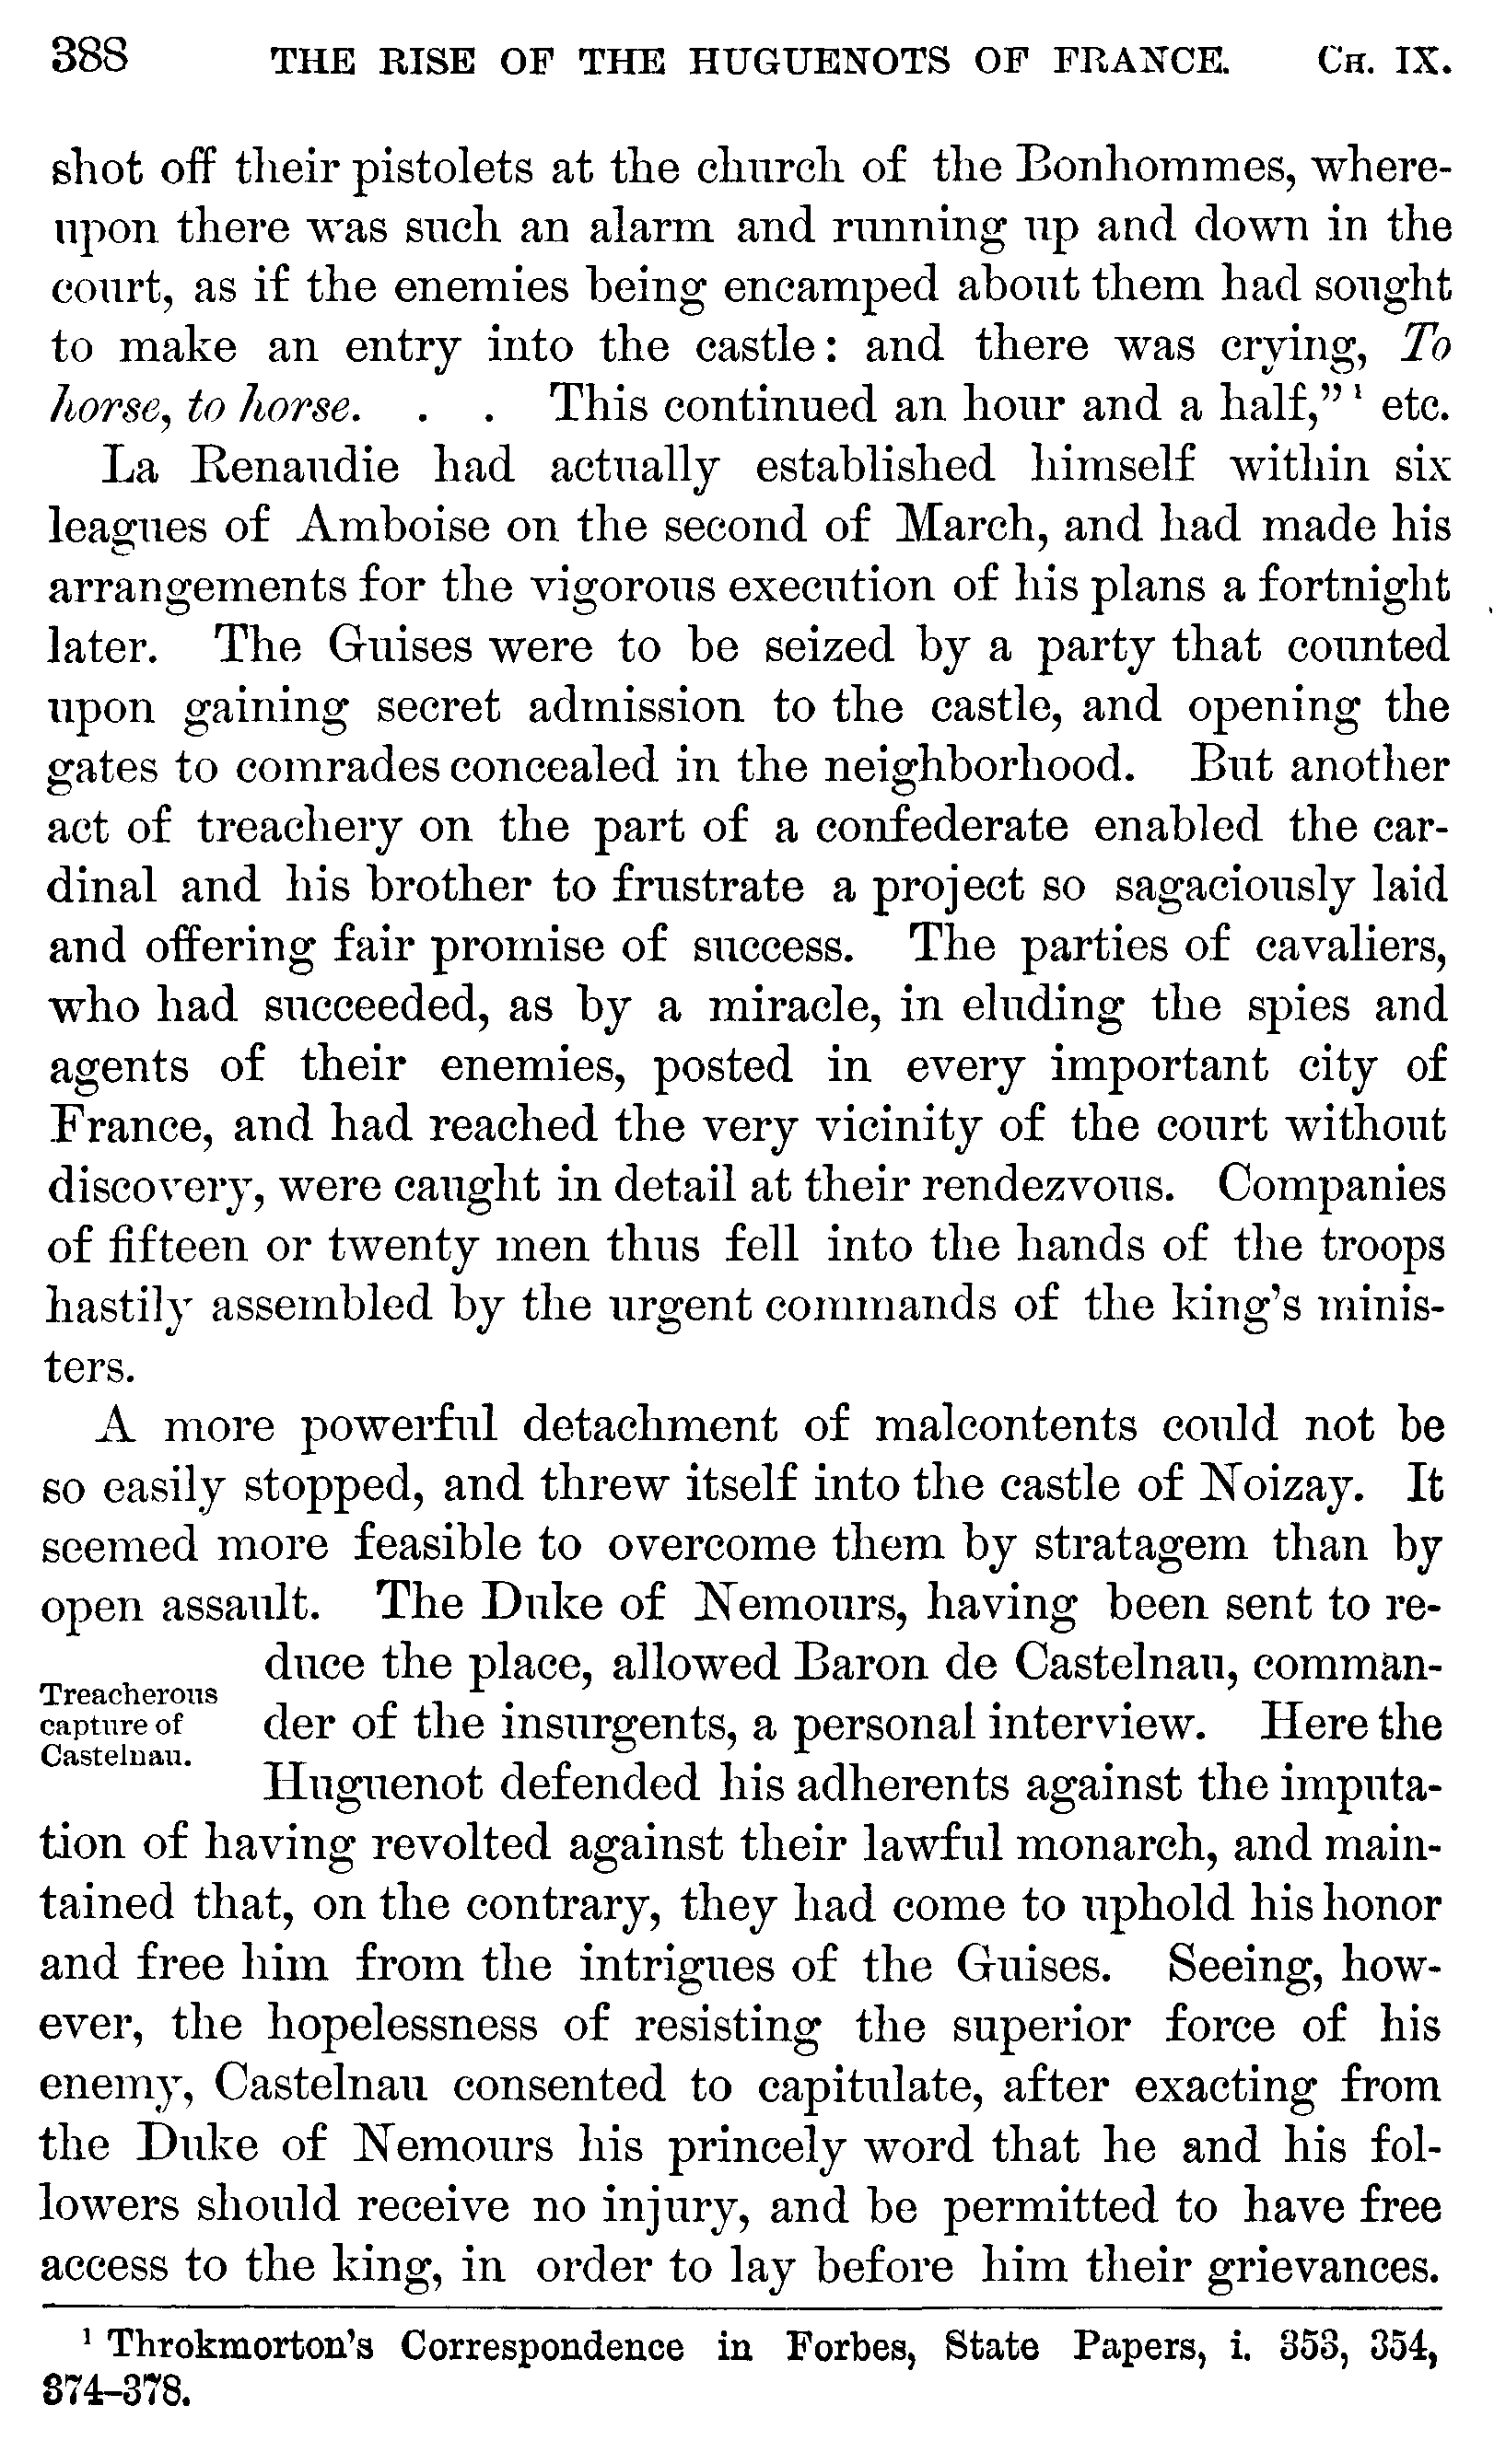 388 THE RISE OF THE HUGUENOTS OF FRANCE. CH. IX.
shot off their pistolets at the church of the Bonhommes, where-
upon there was such an alarm and running up and down in the
court, as if the enemies being encamped about them had sought
to make an entry into the castle: and there was crying, To
horse, to horse. . . This continued an hour and a half,” ¹ etc.
La Renaudie had actually established himself within six
leagues of Amboise on the second of March, and had made his
arrangements for the vigorous execution of his plans a fortnight
later. The Guises were to be seized by a party that counted
upon gaining secret admission to the castle, and opening the
gates to comrades concealed in the neighborhood. But another
act of treachery on the part of a confederate enabled the car-
dinal and his brother to frustrate a project so sagaciously laid
and offering fair promise of success. The parties of cavaliers,
who had succeeded, as by a miracle, in eluding the spies and
agents of their enemies, posted in every important city of
France, and had reached the very vicinity of the court without
discovery, were caught in detail at their rendezvous. Companies
of fifteen or twenty men thus fell into the hands of the troops
hastily assembled by the urgent commands of the king’s minis-
ters.
A more powerful detachment of malcontents could not be
so easily stopped, and threw itself into the castle of Noizay. It
seemed more feasible to overcome them by stratagem than by
open assault. The Duke of Nemours, having been sent to re-
duce the place, allowed Baron de Castelnau, comman-
der of the insurgents, a personal interview. Here the
Huguenot defended his adherents against the imputa-
Treacherous
capture of
Castelnau.
tion of having revolted against their lawful monarch, and main-
tained that, on the contrary, they had come to uphold his honor
and free him from the intrigues of the Guises. Seeing, how-
ever, the hopelessness of resisting the superior force of his
enemy, Castelnau consented to capitulate, after exacting from
the Duke of Nemours his princely word that he and his fol-
lowers should receive no injury, and be permitted to have free
access to the king, in order to lay before him their grievances.
¹ Throkmorton’s Correspondence in Forbes, State Papers, i. 353, 354,
374–378.